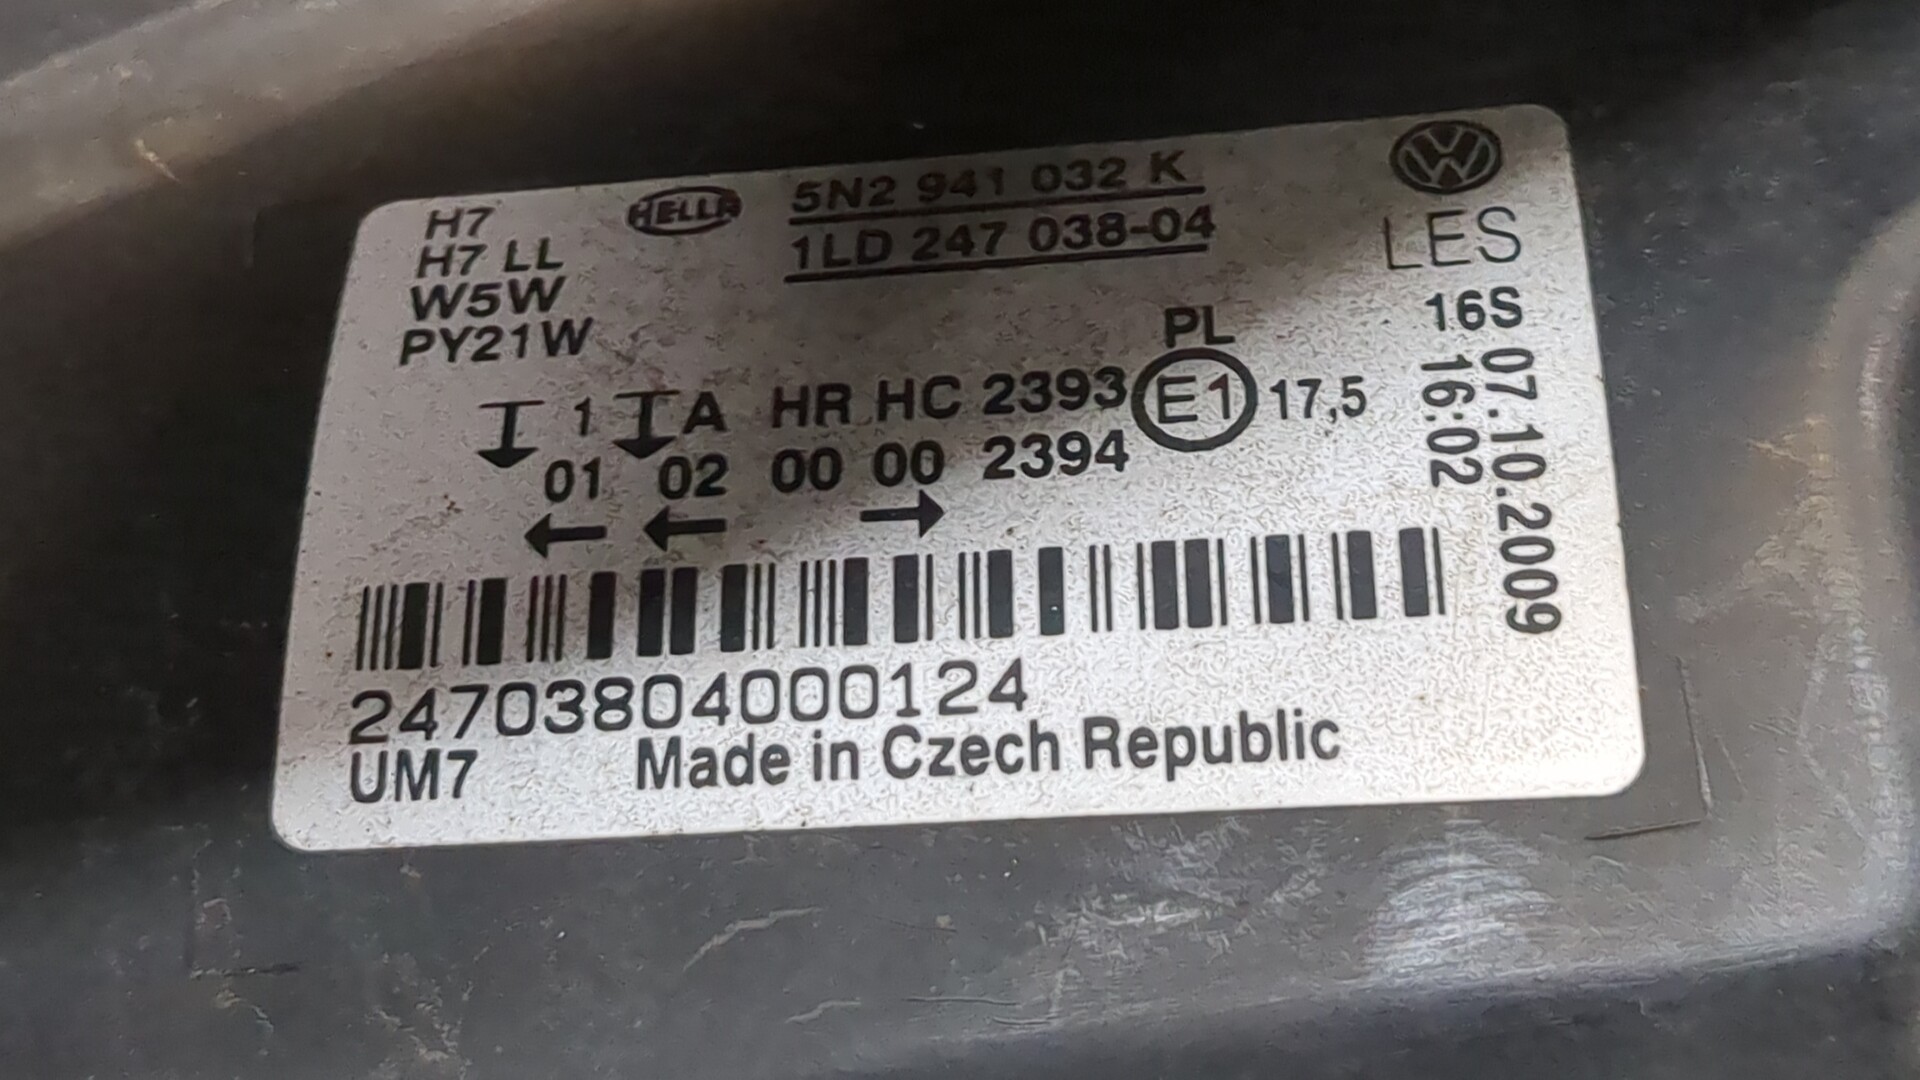 H7
H7 LL
W5W
PY21W
HELLA
5N2 941 032 K
1LD 247 038-04
LES
16S
PL
1 A HR HC 2393 E1 17,5
01 02 00 00 2394
07.10.2009
16:02
24703804000124
UM7 Made in Czech Republic